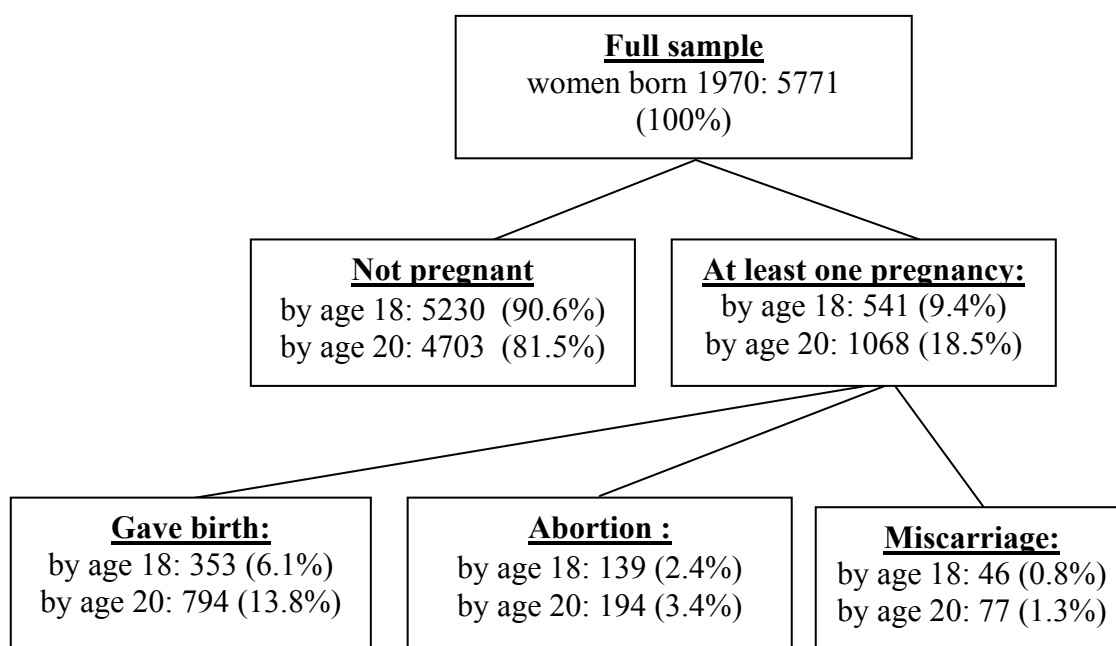 Full sample
women born 1970: 5771
(100%)
Not pregnant
by age 18: 5230 (90.6%)
by age 20: 4703 (81.5%)
At least one pregnancy:
by age 18: 541 (9.4%)
by age 20: 1068 (18.5%)
Gave birth:
by age 18: 353 (6.1%)
by age 20: 794 (13.8%)
Abortion :
by age 18: 139 (2.4%)
by age 20: 194 (3.4%)
Miscarriage:
by age 18: 46 (0.8%)
by age 20: 77 (1.3%)